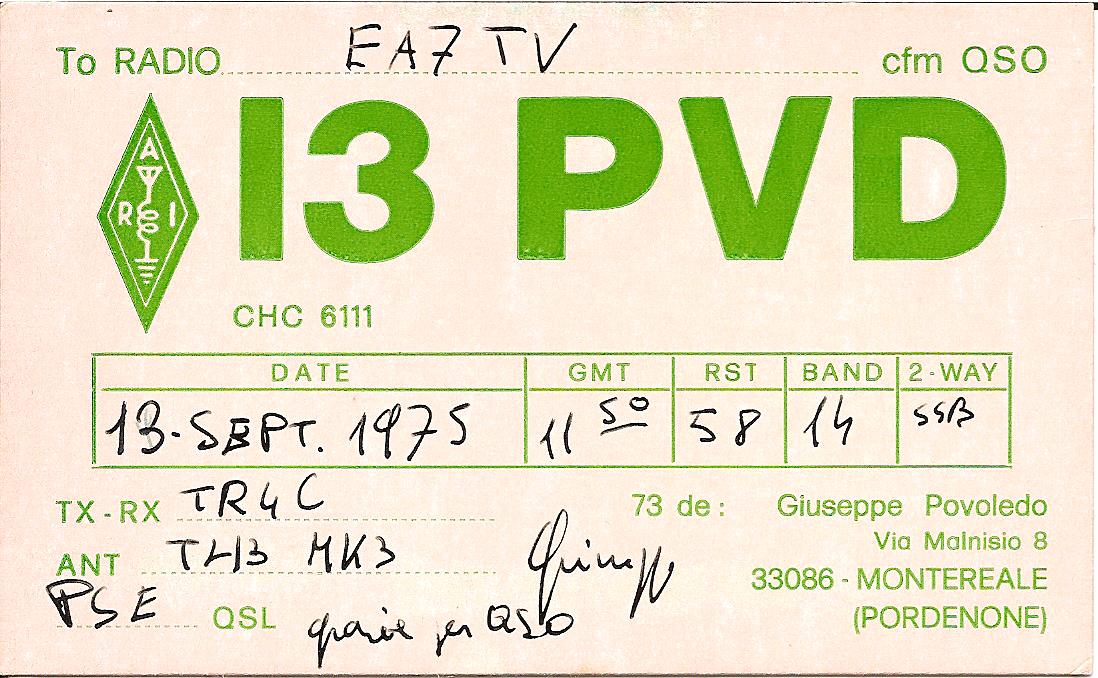 To RADIO EA7TV cfm QSO
I3 PVD
A
R I
CHC 6111
DATE GMT RST BAND 2-WAY
13-SEPT. 1975 11 50 58 14 SSB
TX-RX TR4C 73 de: Giuseppe Povoledo
Via Malnisio 8
ANT TH3 MK3 33086 - MONTEREALE
PSE QSL grazie per QSO (PORDENONE)